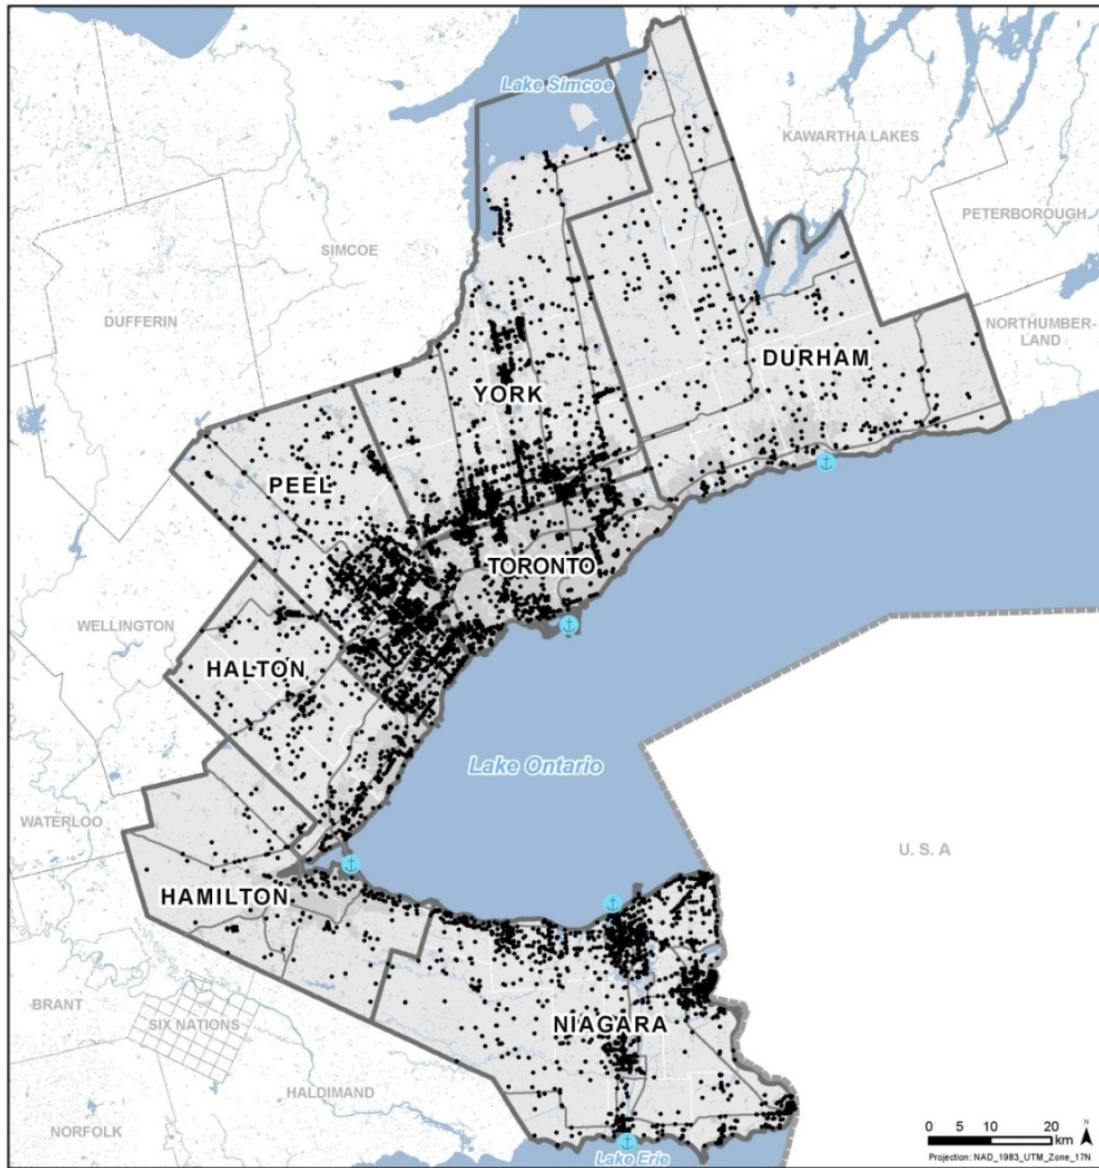 Lake Simcoe
KAWARTHA LAKES
PETERBOROUGH
SIMCOE
DUFFERIN
NORTHUMBER-
LAND
DURHAM
YORK
PEEL
TORONTO
WELLINGTON
HALTON
Lake Ontario
WATERLOO
U. S. A
HAMILTON
BRANT
SIX NATIONS
NIAGARA
HALDIMAND
NORFOLK
Lake Erie
0 5 10 20
km
N
Projection: NAD_1983_UTM_Zone_17N